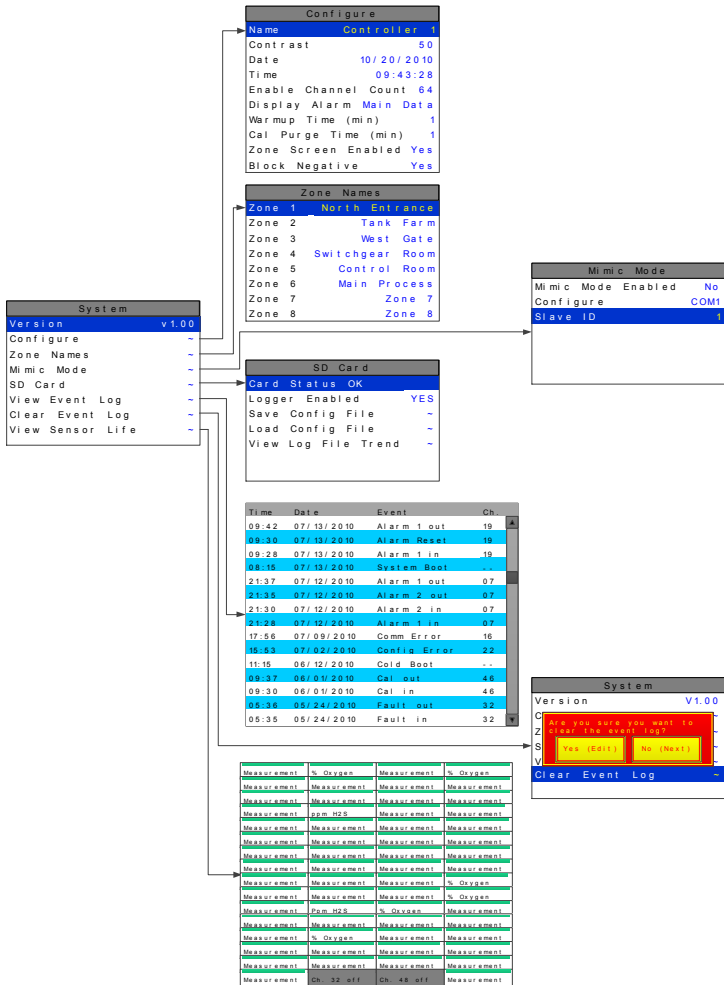 Configure
Name Controller 1
Contrast 50
Date 10/20/2010
Time 09:43:28
Enable Channel Count 64
Display Alarm Main Data
Warmup Time (min) 1
Cal Purge Time (min) 1
Zone Screen Enabled Yes
Block Negative Yes
Zone Names
Zone 1 North Entrance
Zone 2 Tank Farm
Zone 3 West Gate
Zone 4 Switchgear Room
Zone 5 Control Room
Zone 6 Main Process
Zone 7 Zone 7
Zone 8 Zone 8
Mimic Mode
Mimic Mode Enabled No
Configure COM1
Slave ID 1
System
Version v1.00
Configure ~
Zone Names ~
Mimic Mode ~
SD Card ~
View Event Log ~
Clear Event Log ~
View Sensor Life ~
SD Card
Card Status OK
Logger Enabled YES
Save Config File ~
Load Config File ~
View Log File Trend ~
Time Date Event Ch.
09:42 07/13/2010 Alarm 1 out 19
09:30 07/13/2010 Alarm Reset 19
09:28 07/13/2010 Alarm 1 in 19
08:15 07/13/2010 System Boot --
21:37 07/12/2010 Alarm 1 out 07
21:35 07/12/2010 Alarm 2 out 07
21:30 07/12/2010 Alarm 2 in 07
21:28 07/12/2010 Alarm 1 in 07
17:56 07/09/2010 Comm Error 16
15:53 07/02/2010 Config Error 22
11:15 06/12/2010 Cold Boot --
09:37 06/01/2010 Cal out 46
09:30 06/01/2010 Cal in 46
05:36 05/24/2010 Fault out 32
05:35 05/24/2010 Fault in 32
System
Version V1.00
C ~
Z ~
S ~
V ~
Are you sure you want to
clear the event log?
Yes (Edit) No (Next)
Clear Event Log ~
Measurement % Oxygen Measurement % Oxygen
Measurement Measurement Measurement Measurement
Measurement Measurement Measurement Measurement
Measurement ppm H2S Measurement Measurement
Measurement Measurement Measurement Measurement
Measurement Measurement Measurement Measurement
Measurement Measurement Measurement Measurement
Measurement Measurement Measurement Measurement
Measurement Measurement Measurement % Oxygen
Measurement Measurement Measurement % Oxygen
Measurement Ppm H2S % Oxygen Measurement
Measurement Measurement Measurement Measurement
Measurement % Oxygen Measurement Measurement
Measurement Measurement Measurement Measurement
Measurement Measurement Measurement Measurement
Measurement Ch. 32 off Ch. 48 off Measurement